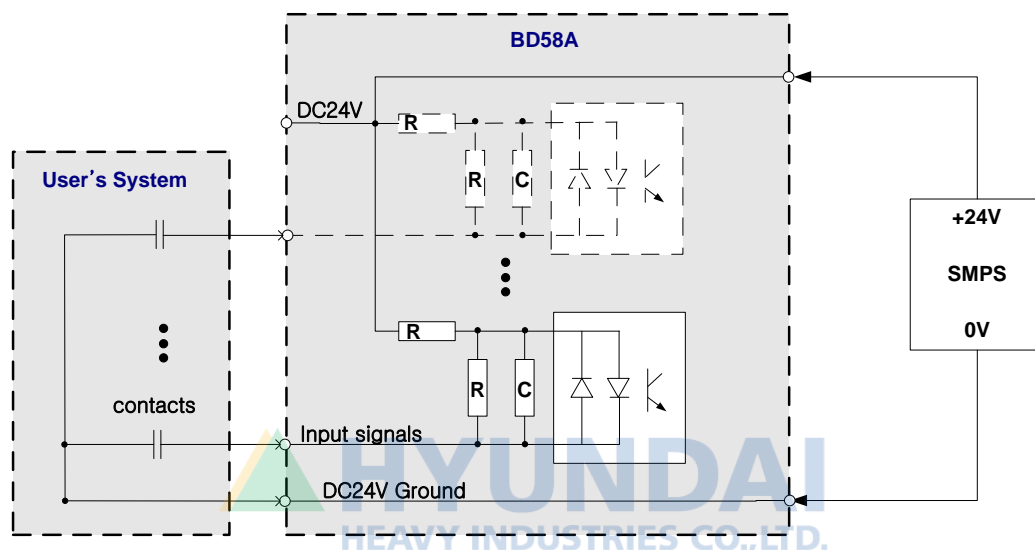 BD58A
DC24V
R
R
C
User's System
+24V
SMPS
0V
R
R
C
contacts
Input signals
DC24V Ground
HYUNDAI
HEAVY INDUSTRIES CO.,LTD.